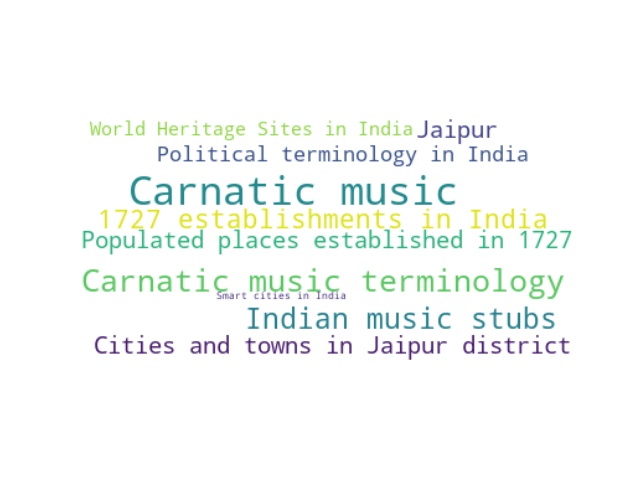 World Heritage Sites in India Jaipur
Political terminology in India
Carnatic music
1727 establishments in India
Populated places established in 1727
Carnatic music terminology
Smart cities in India
Indian music stubs
Cities and towns in Jaipur district